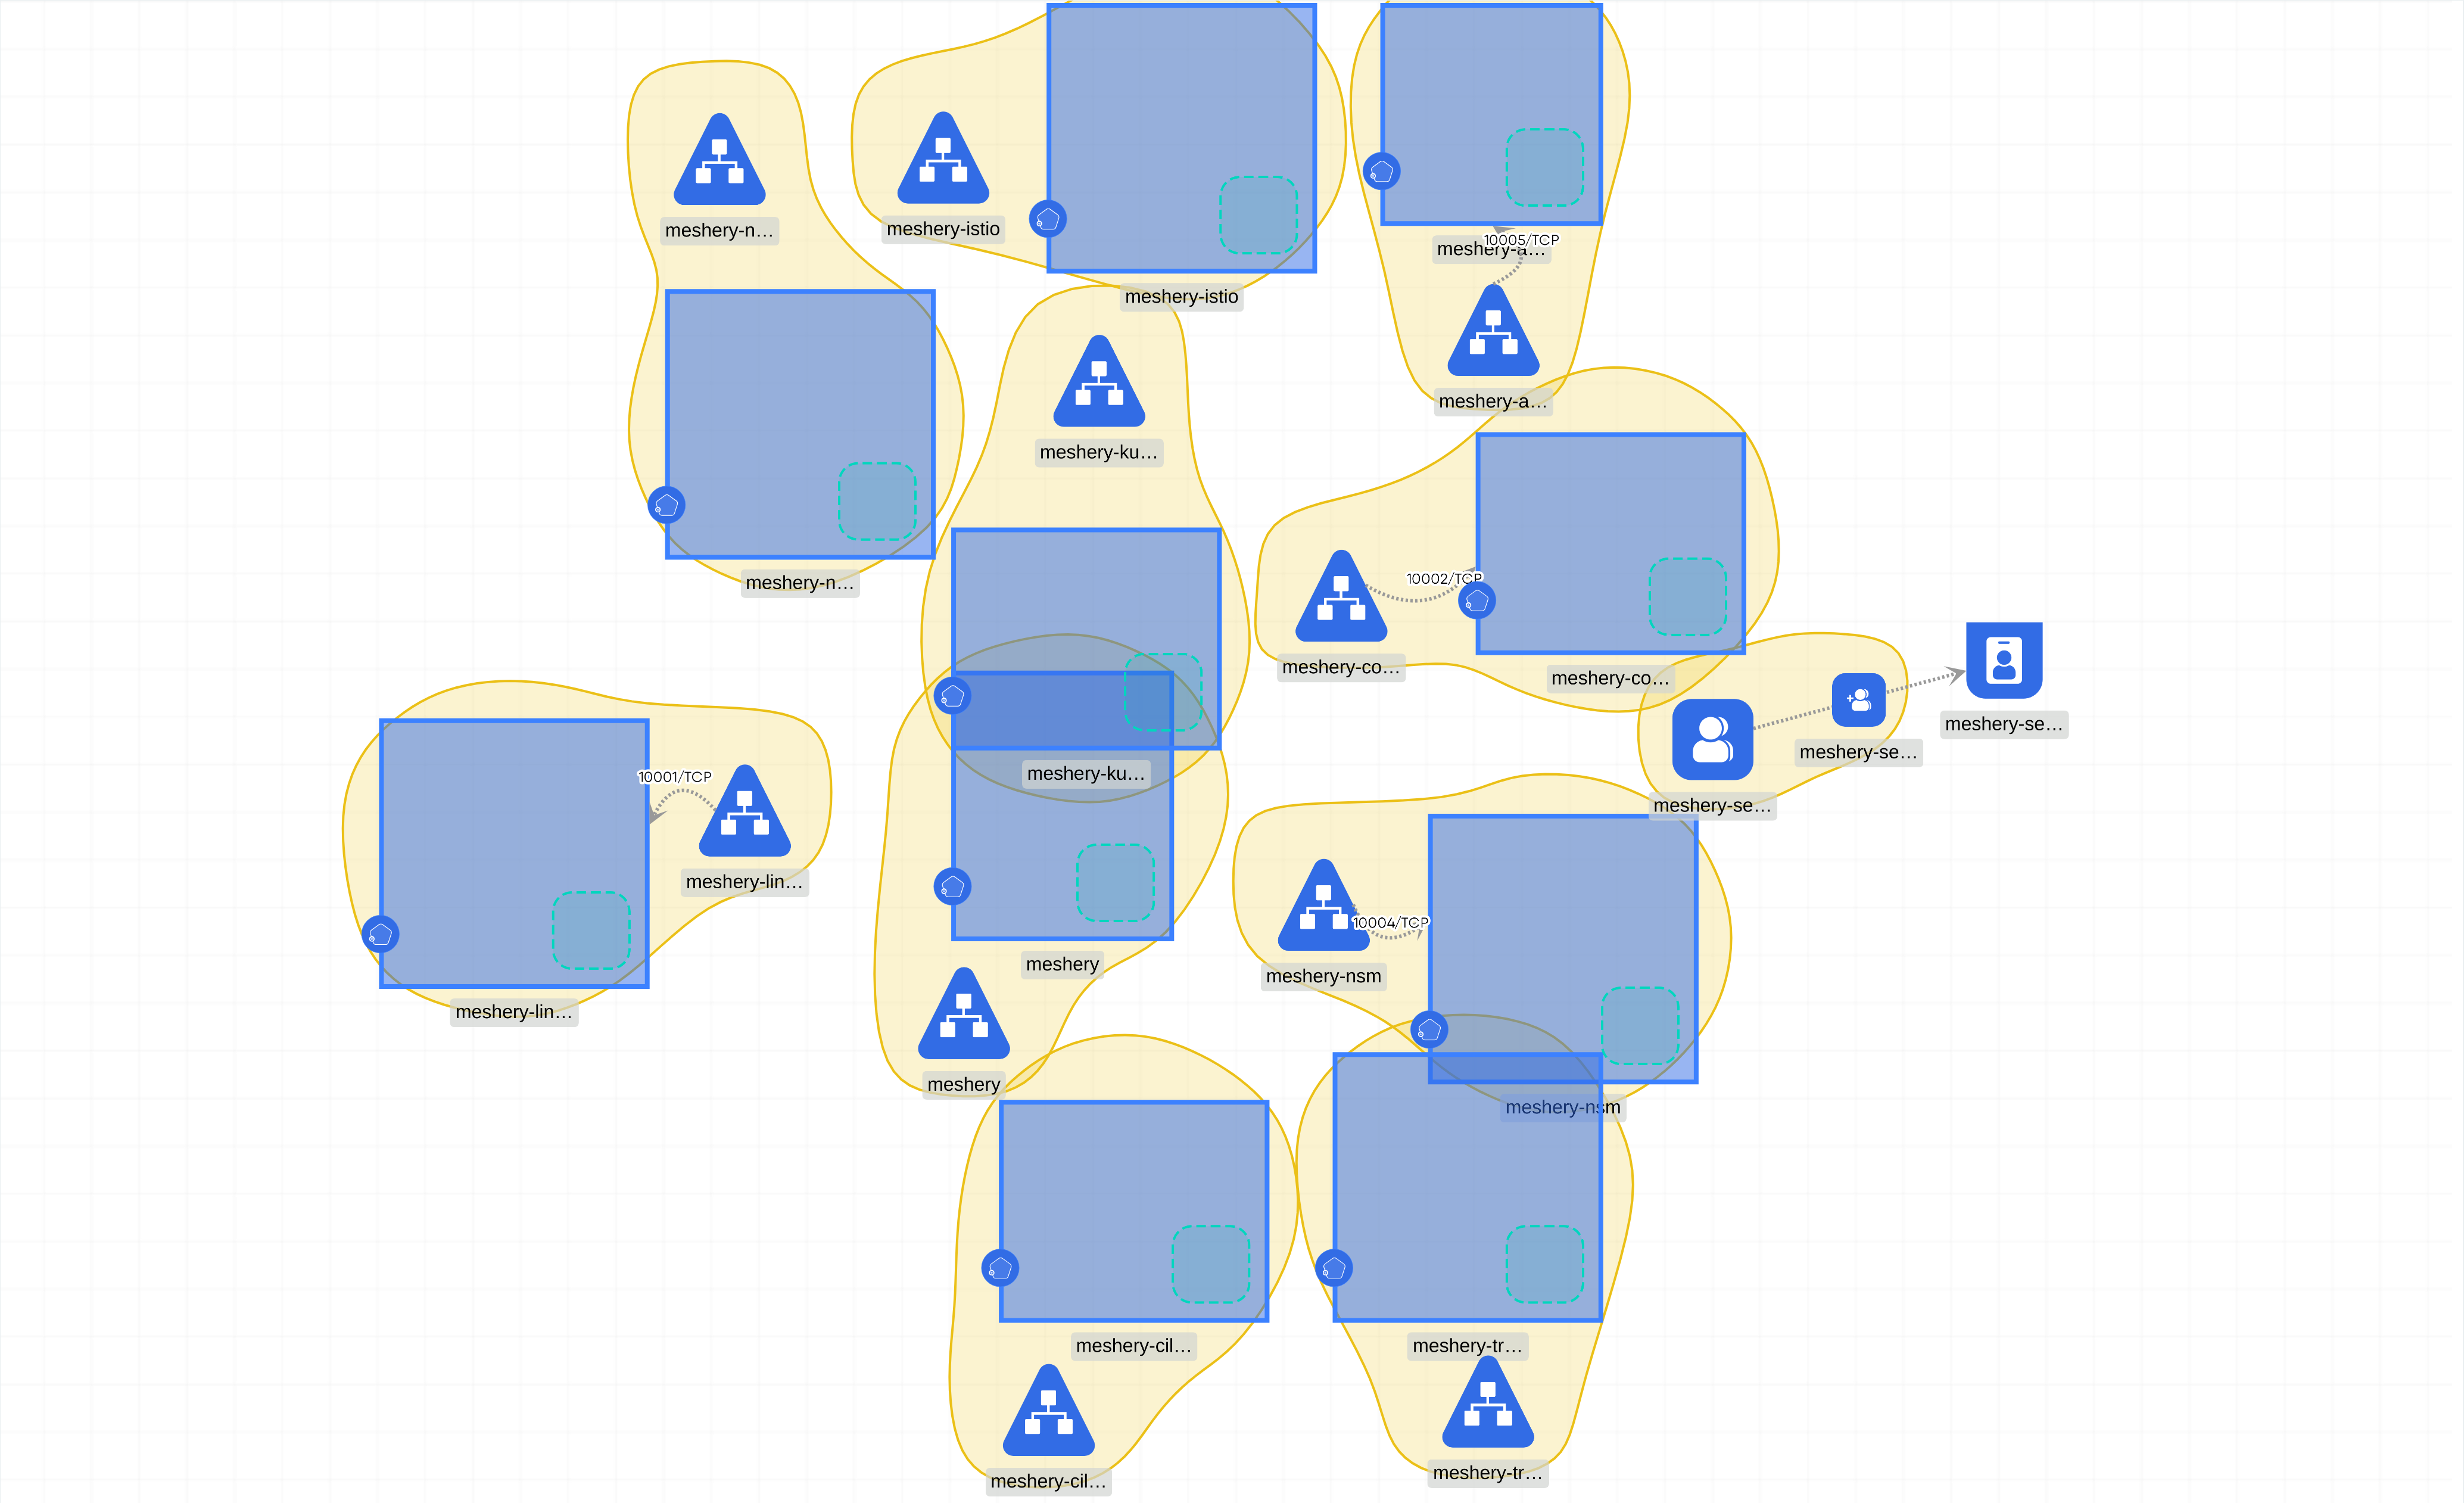 meshery-n…
meshery-istio
meshery-istio
meshery-a…
10005/TCP
meshery-a…
meshery-ku…
meshery-n…
10002/TCP
meshery-co…
meshery-co…
meshery-se…
meshery-se…
meshery-se…
meshery-ku…
10001/TCP
meshery-lin…
meshery-lin…
10004/TCP
meshery-nsm
meshery
meshery
meshery-nsm
meshery-cil…
meshery-tr…
meshery-cil…
meshery-tr…